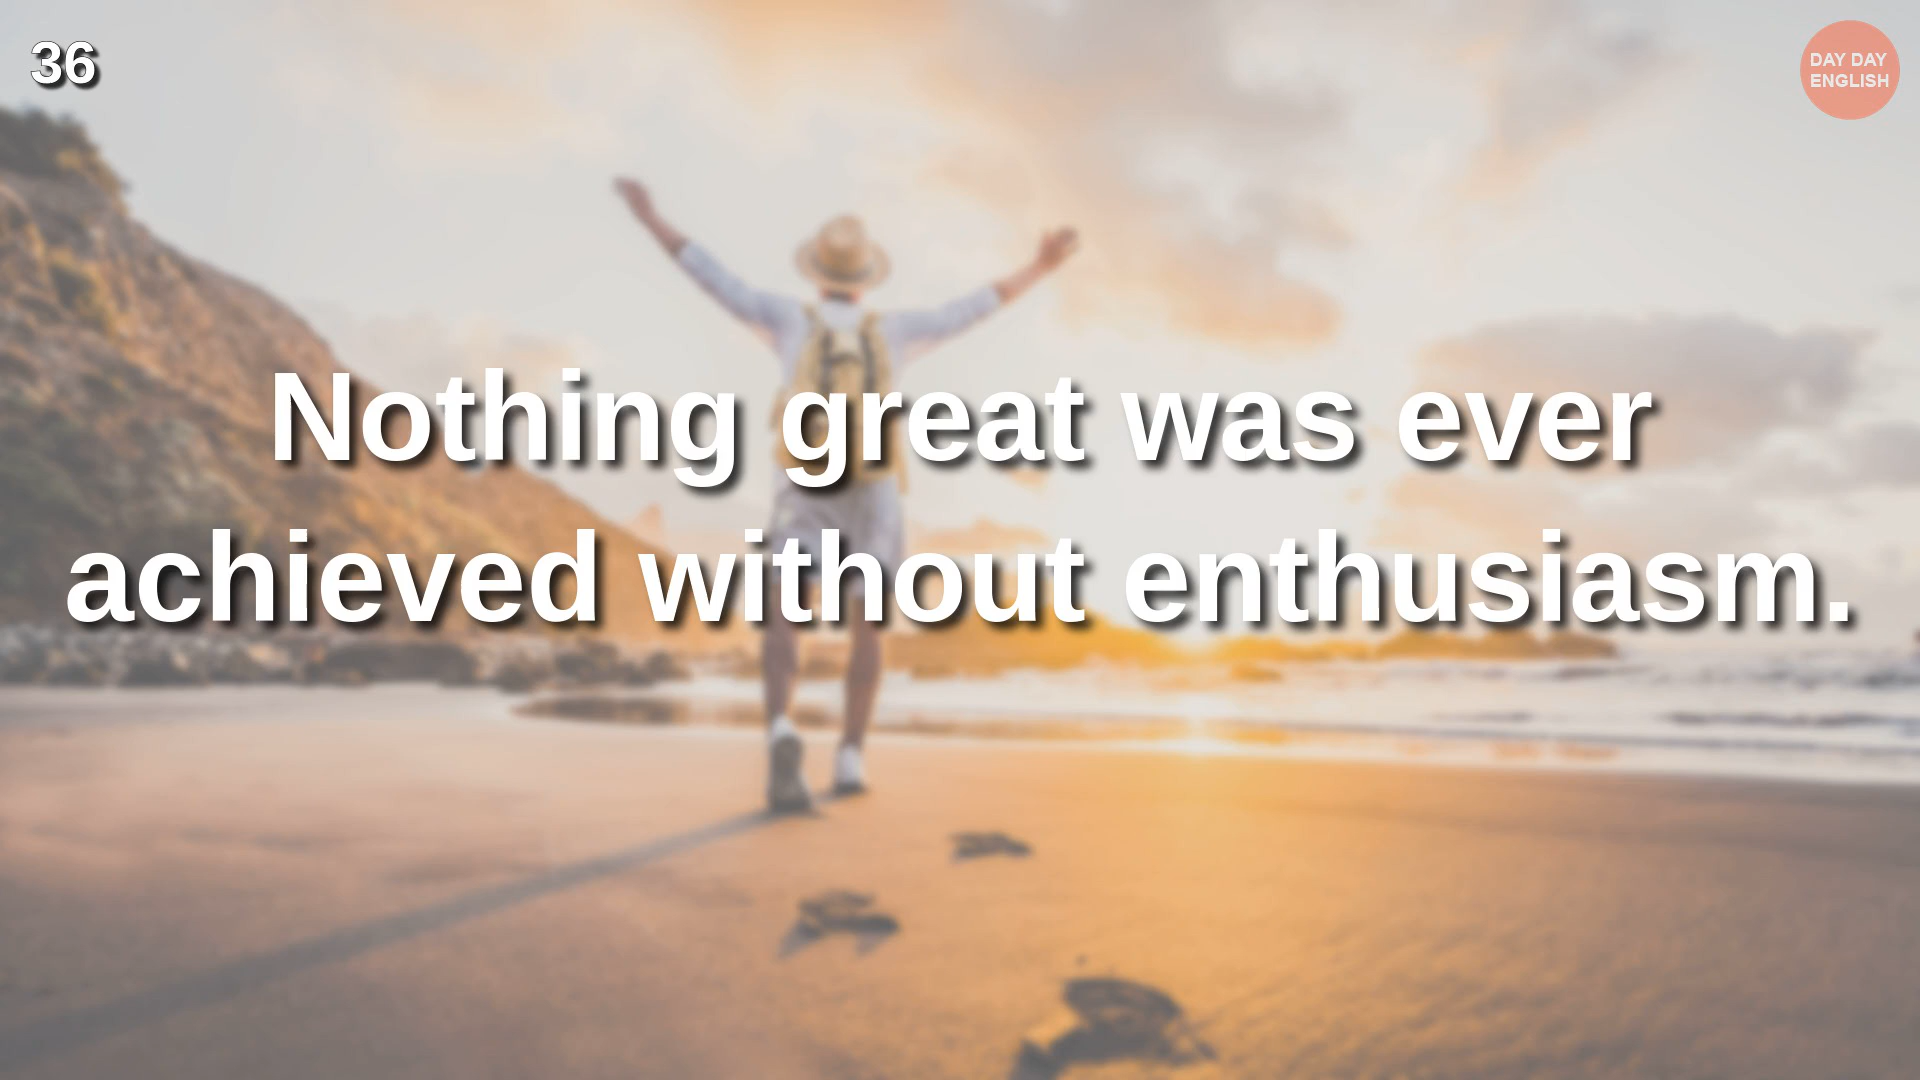 36
DAY DAY
ENGLISH
Nothing great was ever
achieved without enthusiasm.